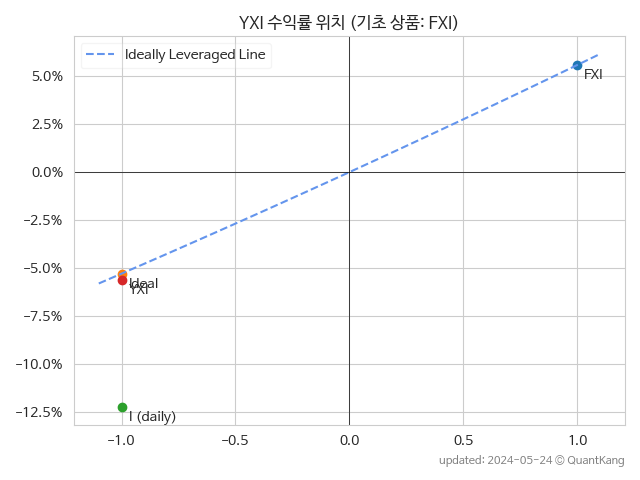 YXI 수익률 위치 (기초 상품: FXI)
Ideally Leveraged Line
5.0%
2.5%
0.0%
−2.5%
−5.0%
−7.5%
−10.0%
−12.5%
FXI
Ideal
YXI
I (daily)
−1.0
−0.5
0.0
0.5
1.0
updated: 2024-05-24 © QuantKang